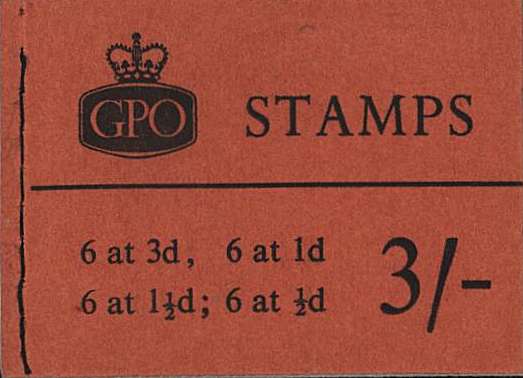 GPO
STAMPS
6 at 3d, 6 at 1d
6 at 1½d; 6 at ½d
3/-